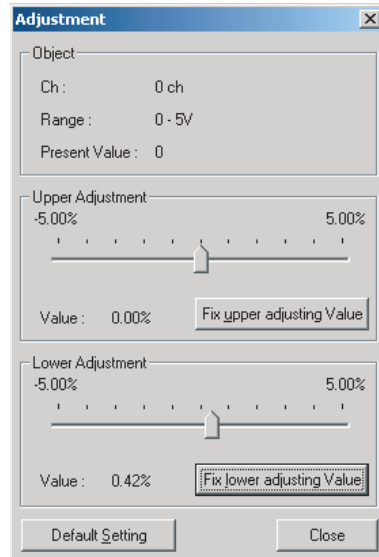 Adjustment
Object
Ch : 0 ch
Range : 0 - 5V
Present Value : 0
Upper Adjustment
-5.00% 5.00%
Value : 0.00% Fix upper adjusting Value
Lower Adjustment
-5.00% 5.00%
Value : 0.42% Fix lower adjusting Value
Default Setting Close